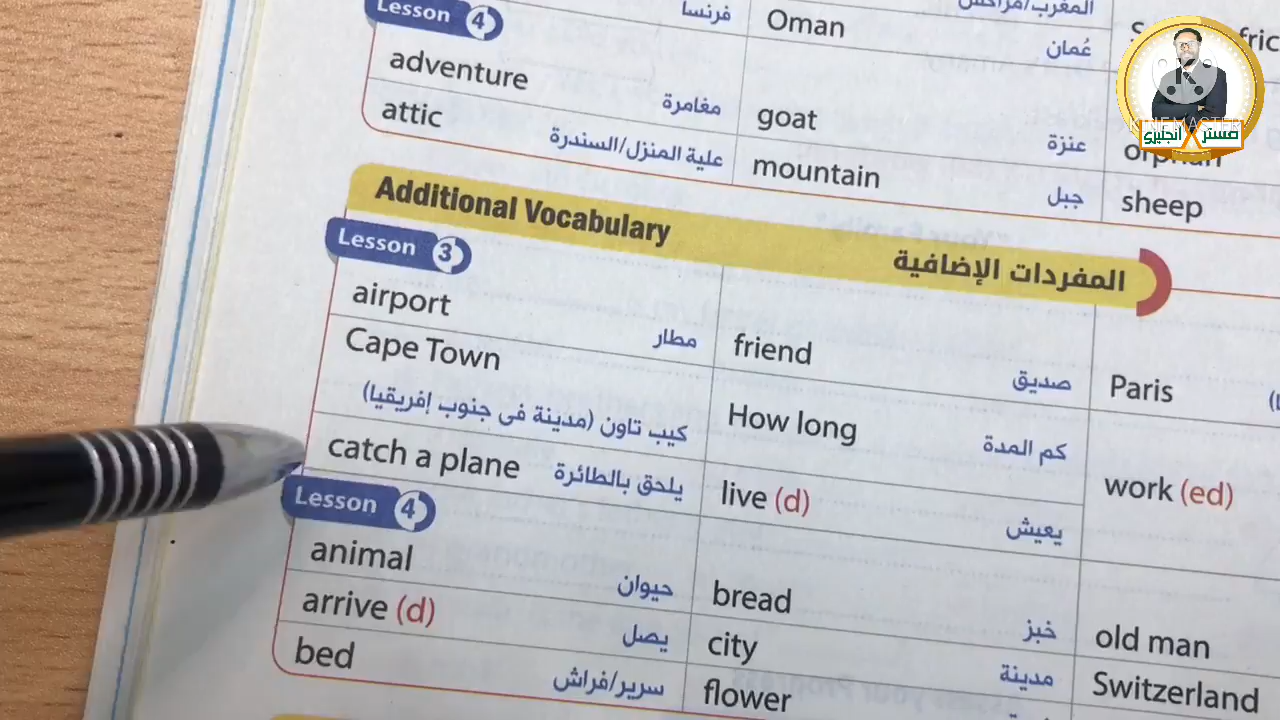 Lesson 4
فرنسا
Oman
عُمان
adventure
مغامرة
goat
عنزة
attic
علية المنزل/السندرة
mountain
جبل
sheep
Additional Vocabulary
المفردات الإضافية
Lesson 3
airport
مطار
friend
صديق
Paris
Cape Town
كيب تاون (مدينة فى جنوب إفريقيا)
How long
كم المدة
work (ed)
catch a plane
يلحق بالطائرة
live (d)
يعيش
Lesson 4
animal
حيوان
bread
خبز
old man
arrive (d)
يصل
city
مدينة
Switzerland
bed
سرير/فراش
flower
مستر X انجليزى
KINEMASTER